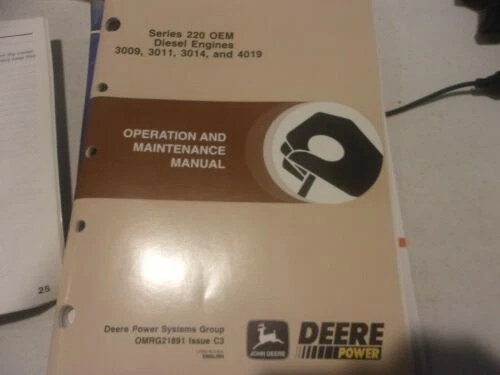 Series 220 OEM
Diesel Engines
3009, 3011, 3014, and 4019
OPERATION AND
MAINTENANCE
MANUAL
Deere Power Systems Group
OMRG21891 Issue C3
ENGLISH
JOHN DEERE
DEERE
POWER
25